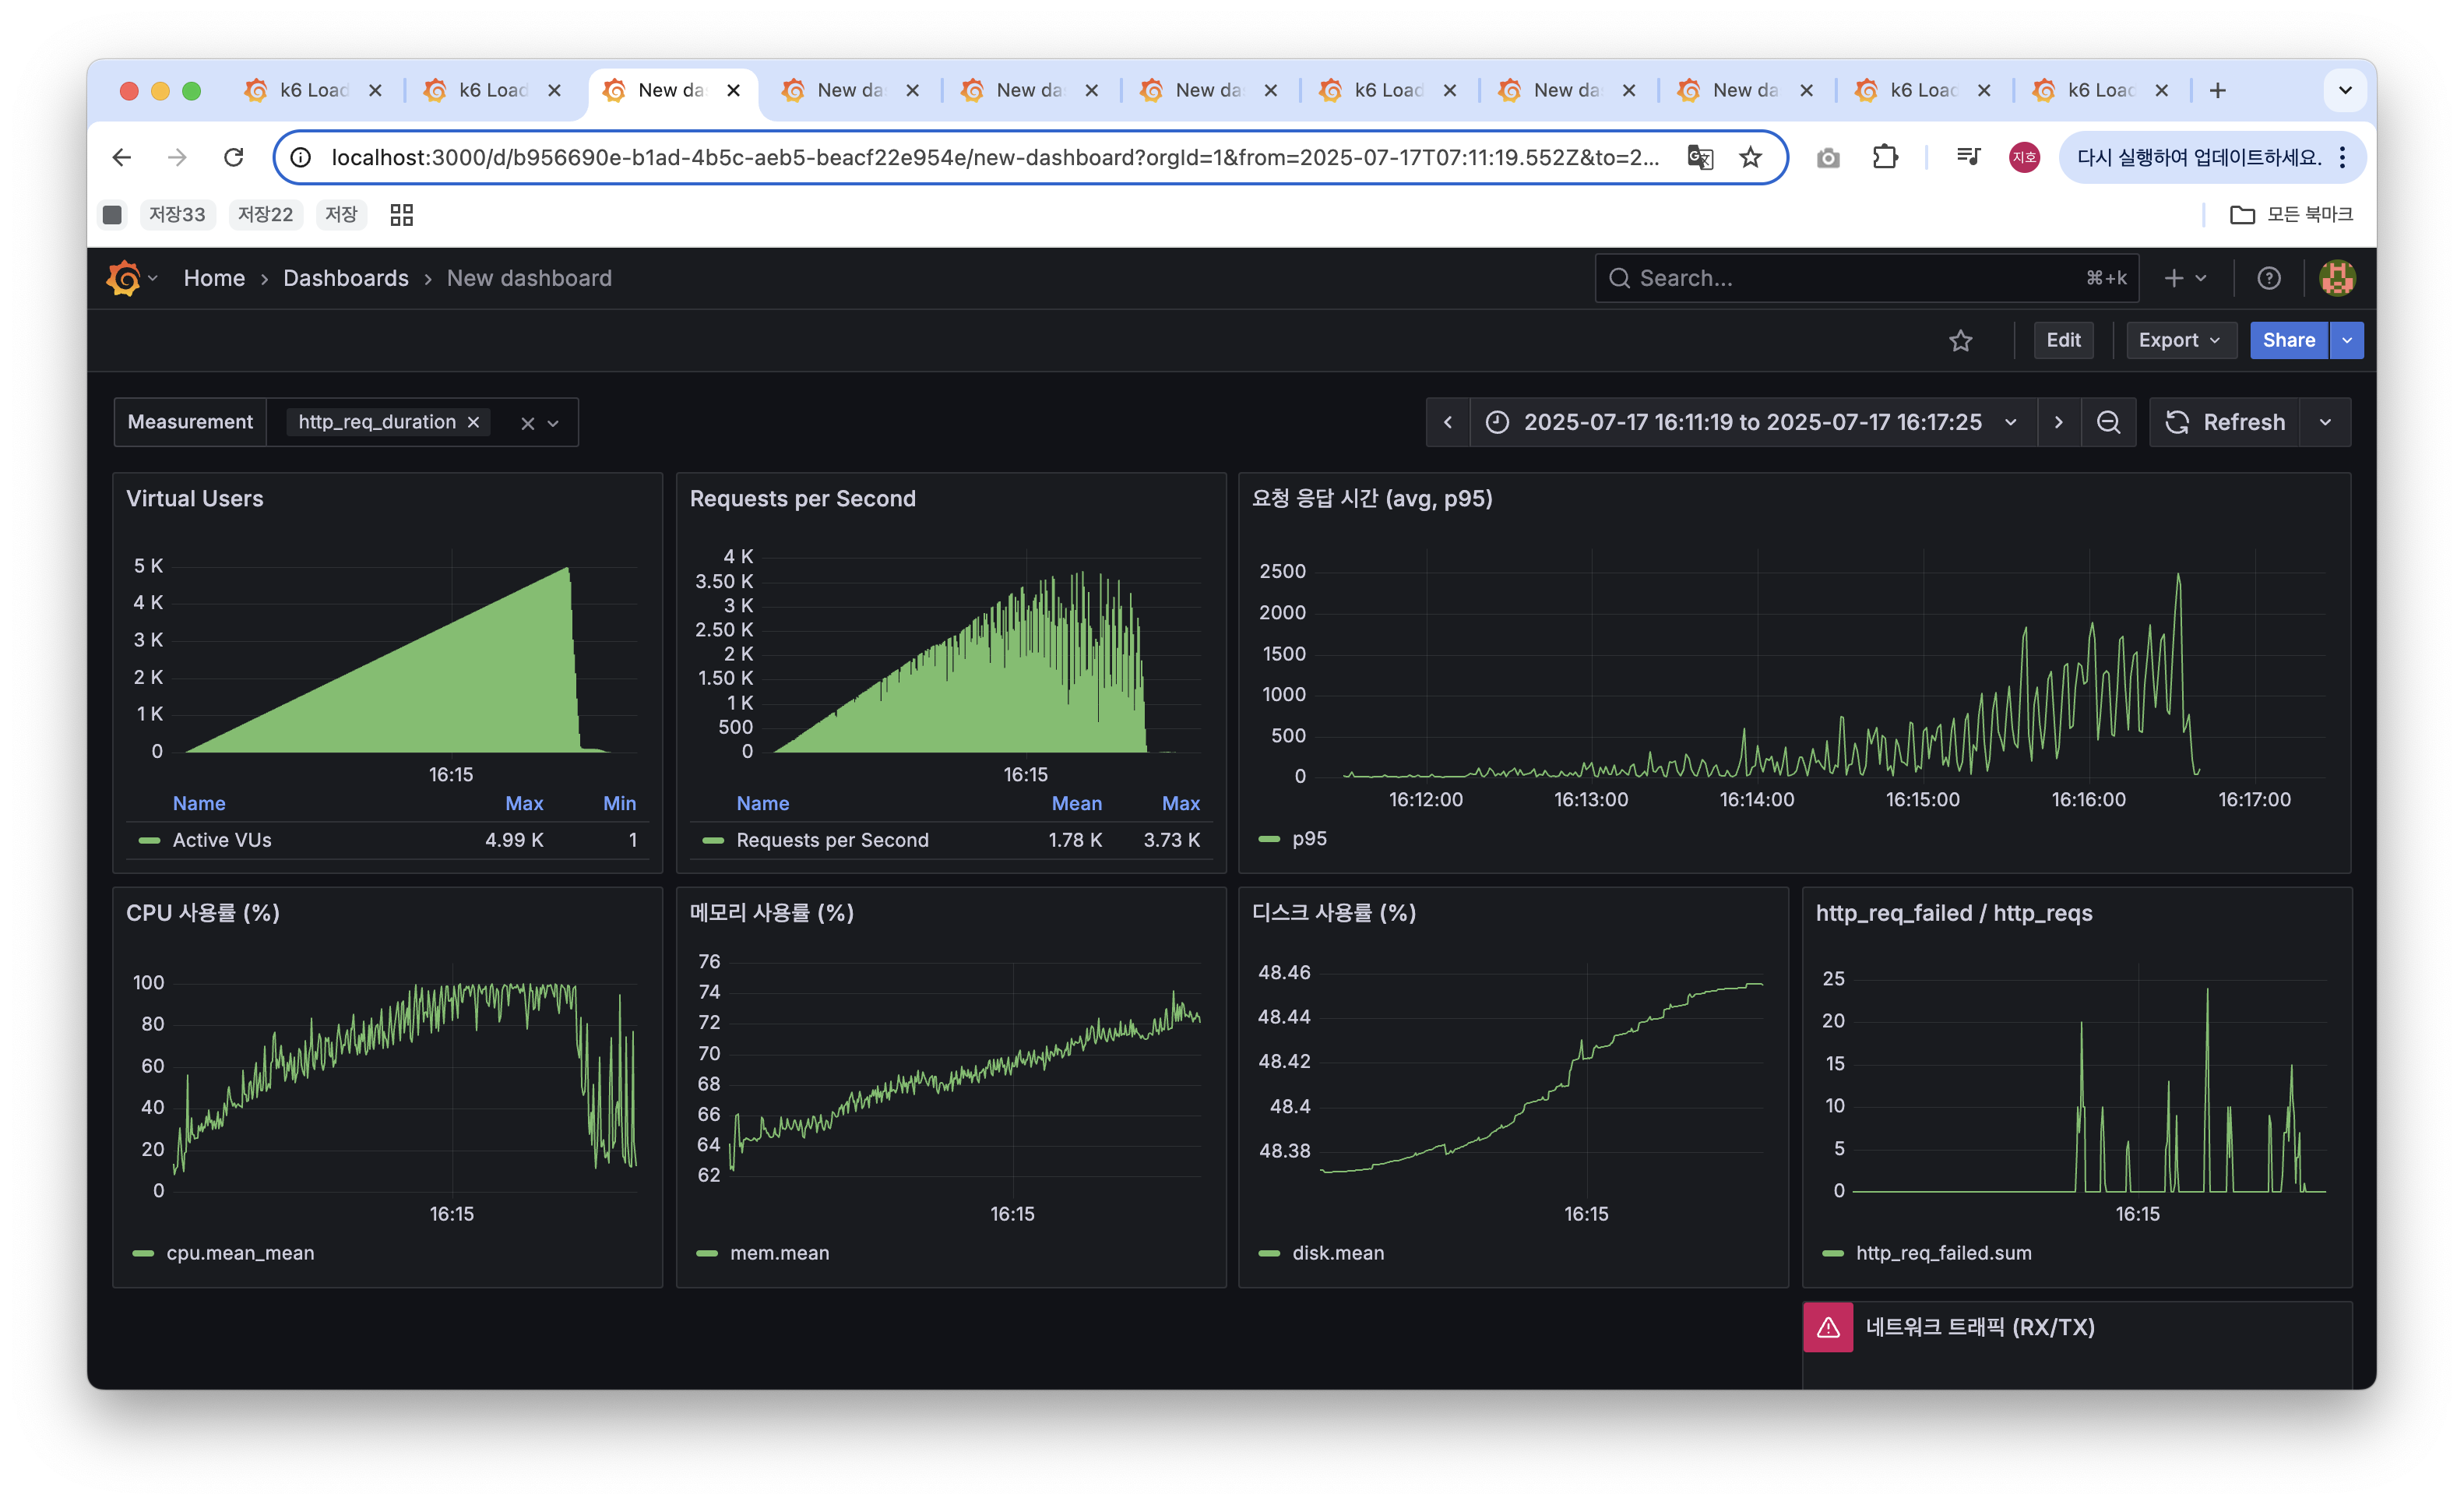 k6 Load
k6 Load
New da
New da
New da
New da
k6 Load
New da
New da
k6 Load
k6 Load
localhost:3000/d/b956690e-b1ad-4b5c-aeb5-beacf22e954e/new-dashboard?orgId=1&from=2025-07-17T07:11:19.552Z&to=2...
지호
다시 실행하여 업데이트하세요.
저장33
저장22
저장
모든 북마크
Home › Dashboards › New dashboard
Search...
⌘+k
Edit
Export
Share
Measurement
http_req_duration
2025-07-17 16:11:19 to 2025-07-17 16:17:25
Refresh
Virtual Users
5 K
4 K
3 K
2 K
1 K
0
16:15
Name Max Min
Active VUs 4.99 K 1
Requests per Second
4 K
3.50 K
3 K
2.50 K
2 K
1.50 K
1 K
500
0
16:15
Name Mean Max
Requests per Second 1.78 K 3.73 K
요청 응답 시간 (avg, p95)
2500
2000
1500
1000
500
0
16:12:00 16:13:00 16:14:00 16:15:00 16:16:00 16:17:00
p95
CPU 사용률 (%)
100
80
60
40
20
0
16:15
cpu.mean_mean
메모리 사용률 (%)
76
74
72
70
68
66
64
62
16:15
mem.mean
디스크 사용률 (%)
48.46
48.44
48.42
48.4
48.38
16:15
disk.mean
http_req_failed / http_reqs
25
20
15
10
5
0
16:15
http_req_failed.sum
네트워크 트래픽 (RX/TX)